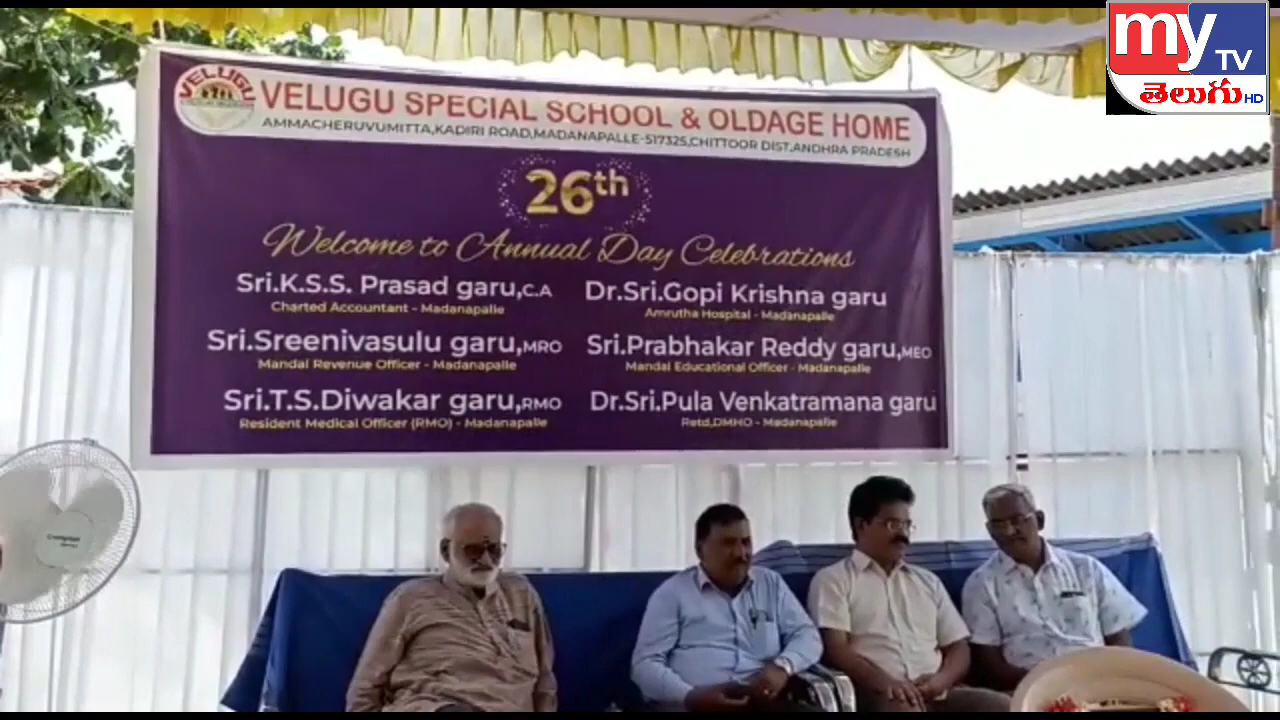 my TV
తెలుగు HD
VELUGU
VELUGU SPECIAL SCHOOL & OLDAGE HOME
AMMACHERUVUMITTA,KADIRI ROAD,MADANAPALLE-517325,CHITTOOR DIST.ANDHRA PRADESH
26th
Welcome to Annual Day Celebrations
Sri.K.S.S. Prasad garu,C.A
Charted Accountant - Madanapalle
Dr.Sri.Gopi Krishna garu
Amrutha Hospital - Madanapalle
Sri.Sreenivasulu garu,MRO
Mandal Revenue Officer - Madanapalle
Sri.Prabhakar Reddy garu,MEO
Mandal Educational Officer - Madanapalle
Sri.T.S.Diwakar garu,RMO
Resident Medical Officer (RMO) - Madanapalle
Dr.Sri.Pula Venkatramana garu
Retd,DMHO - Madanapalle
Crompton